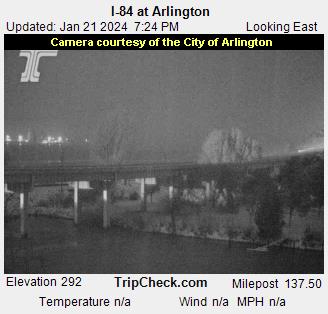 I-84 at Arlington
Updated: Jan 21 2024 7:24 PM Looking East
Camera courtesy of the City of Arlington
Elevation 292 TripCheck.com Milepost 137.50
Temperature n/a Wind n/a MPH n/a